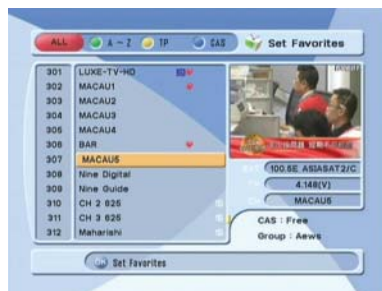 ALL A ~ Z TP CAS Set Favorites
301 LUXE-TV-HD
302 MACAU1
303 MACAU2
304 MACAU3
305 MACAU4
306 BAR
307 MACAU5
308 Nine Digital
309 Nine Guide
310 CH 2 625
311 CH 3 625
312 Maharishi
100.5E ASIASAT2/C
4.148(V)
MACAU5
CAS : Free
Group : Aews
OK Set Favorites